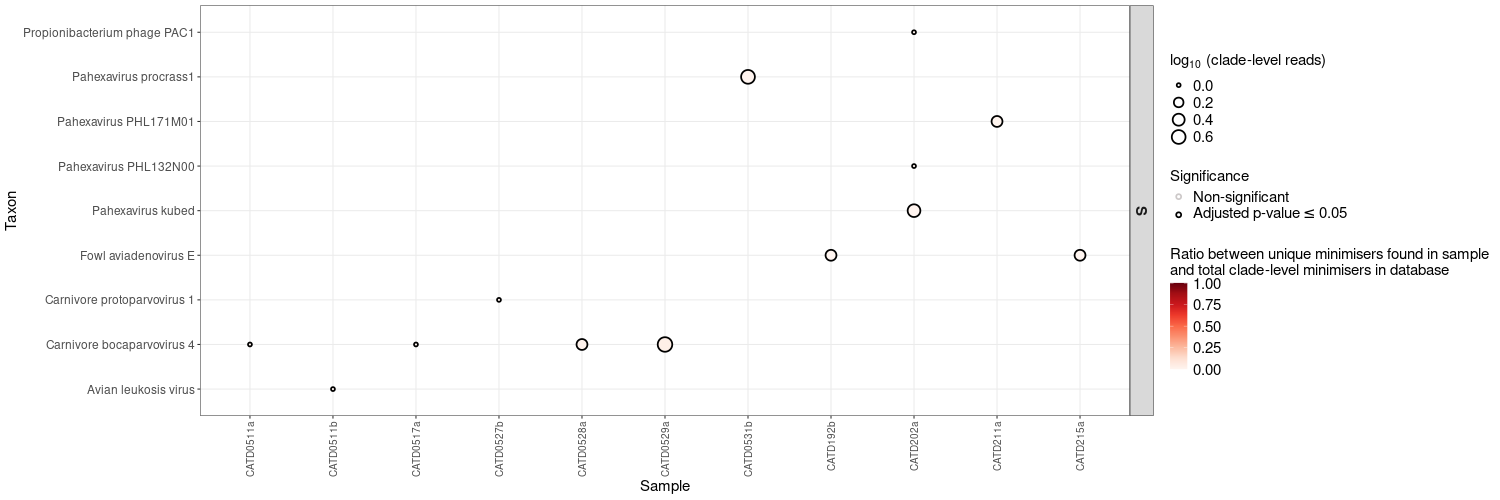 Taxon
Propionibacterium phage PAC1
Pahexavirus procrass1
Pahexavirus PHL171M01
Pahexavirus PHL132N00
Pahexavirus kubed
Fowl aviadenovirus E
Carnivore protoparvovirus 1
Carnivore bocaparvovirus 4
Avian leukosis virus
S
CATD0511a
CATD0511b
CATD0517a
CATD0527b
CATD0528a
CATD0529a
CATD0531b
CATD192b
CATD202a
CATD211a
CATD215a
Sample
log10 (clade-level reads)
0.0
0.2
0.4
0.6
Significance
Non-significant
Adjusted p-value ≤ 0.05
Ratio between unique minimisers found in sample
and total clade-level minimisers in database
1.00
0.75
0.50
0.25
0.00